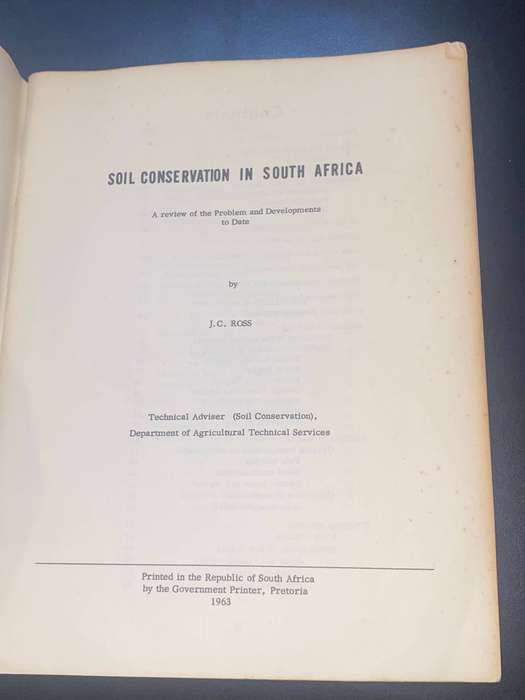 SOIL CONSERVATION IN SOUTH AFRICA
A review of the Problem and Developments
to Date
by
J.C. ROSS
Technical Adviser (Soil Conservation),
Department of Agricultural Technical Services
Printed in the Republic of South Africa
by the Government Printer, Pretoria
1963